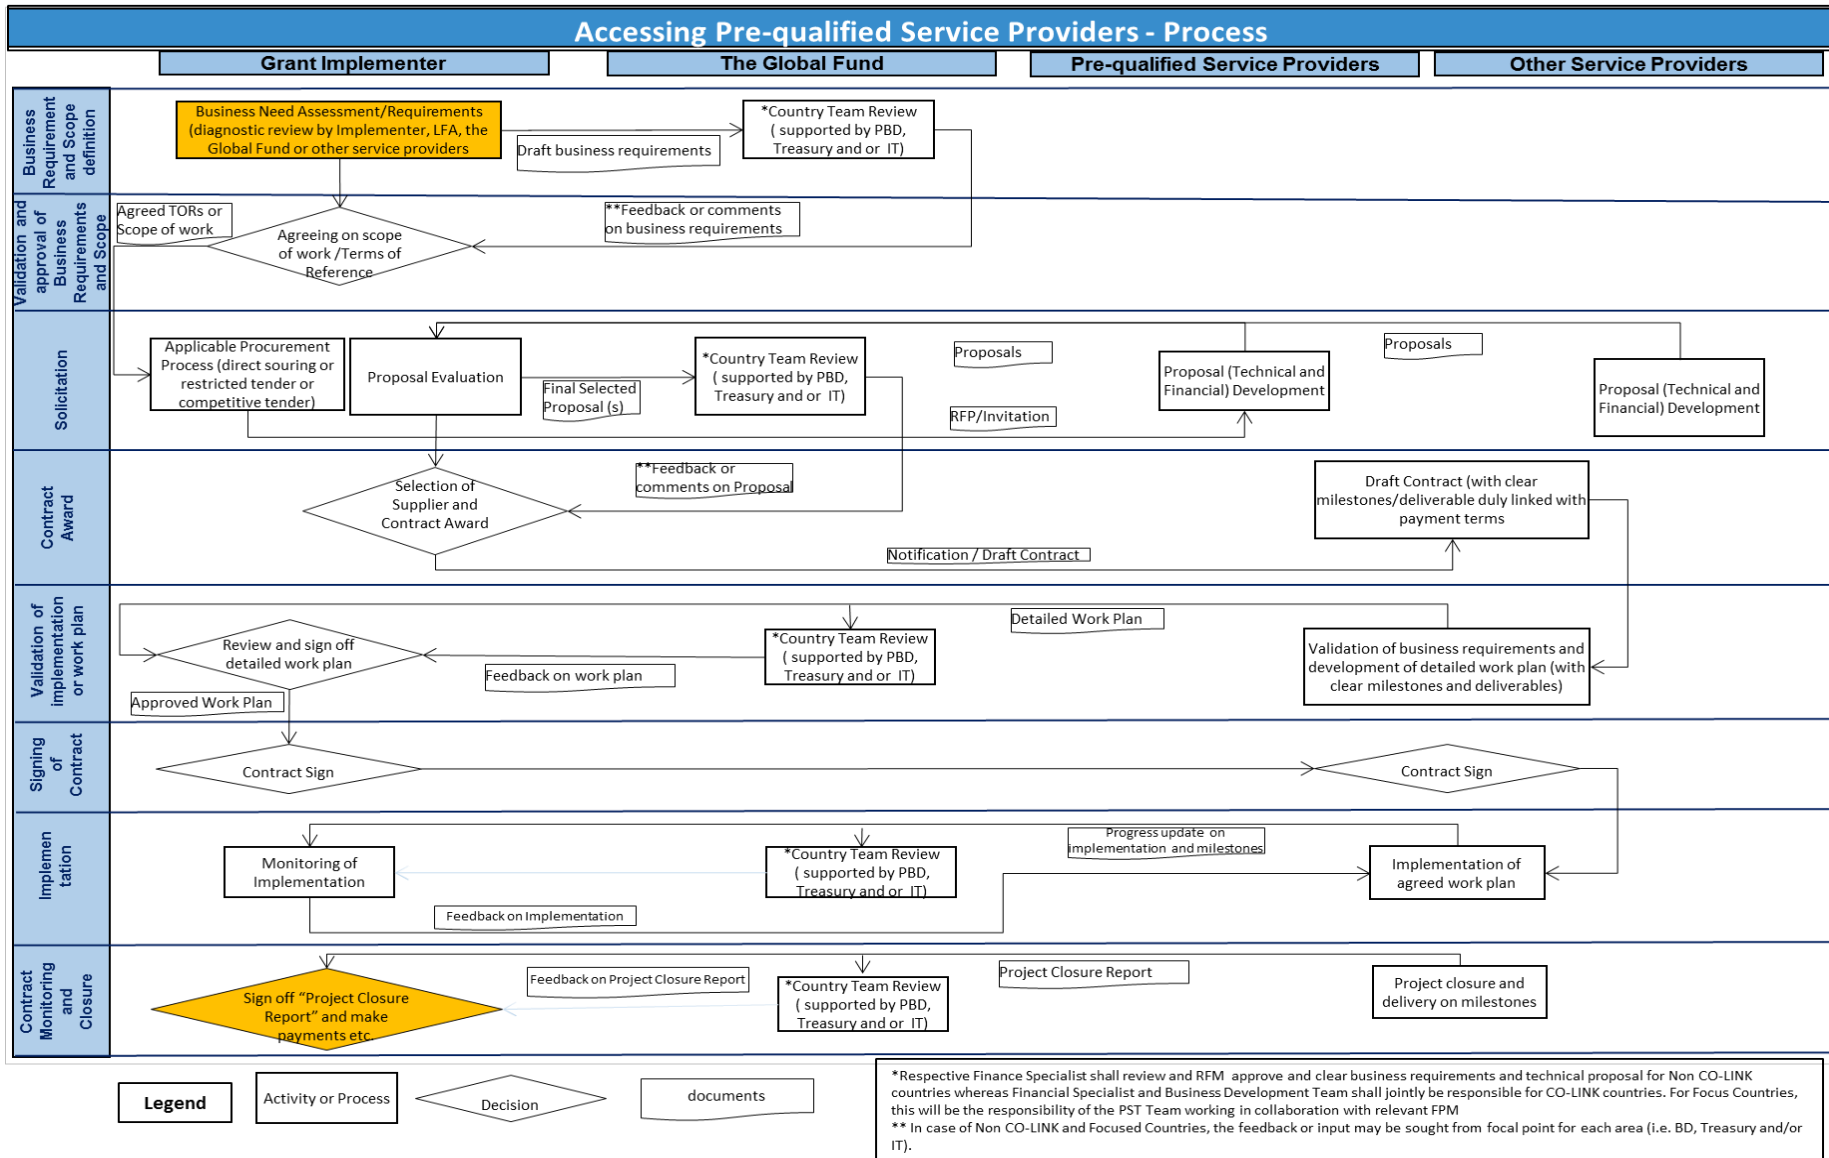 Accessing Pre-qualified Service Providers - Process
Grant Implementer
The Global Fund
Pre-qualified Service Providers
Other Service Providers
Business
Requirement
and Scope
definition
Business Need Assessment/Requirements
(diagnostic review by Implementer, LFA, the
Global Fund or other service providers
Draft business requirements
*Country Team Review
( supported by PBD,
Treasury and or IT)
Validation and
approval of
Business
Requirements
and Scope
Agreed TORs or
Scope of work
Agreeing on scope
of work /Terms of
Reference
**Feedback or comments
on business requirements
Solicitation
Applicable Procurement
Process (direct souring or
restricted tender or
competitive tender)
Proposal Evaluation
Final Selected
Proposal (s)
*Country Team Review
( supported by PBD,
Treasury and or IT)
Proposals
RFP/Invitation
Proposal (Technical and
Financial) Development
Proposals
Proposal (Technical and
Financial) Development
Contract
Award
Selection of
Supplier and
Contract Award
**Feedback or
comments on Proposal
Notification / Draft Contract
Draft Contract (with clear
milestones/deliverable duly linked with
payment terms
Validation of
implementation
or work plan
Review and sign off
detailed work plan
Approved Work Plan
Feedback on work plan
*Country Team Review
( supported by PBD,
Treasury and or IT)
Detailed Work Plan
Validation of business requirements and
development of detailed work plan (with
clear milestones and deliverables)
Signing
of
Contract
Contract Sign
Contract Sign
Implemen
tation
Monitoring of
Implementation
Feedback on Implementation
*Country Team Review
( supported by PBD,
Treasury and or IT)
Progress update on
implementation and milestones
Implementation of
agreed work plan
Contract
Monitoring
and
Closure
Sign off “Project Closure
Report” and make
payments etc.
Feedback on Project Closure Report
*Country Team Review
( supported by PBD,
Treasury and or IT)
Project Closure Report
Project closure and
delivery on milestones
Legend
Activity or Process
Decision
documents
*Respective Finance Specialist shall review and RFM approve and clear business requirements and technical proposal for Non CO-LINK
countries whereas Financial Specialist and Business Development Team shall jointly be responsible for CO-LINK countries. For Focus Countries,
this will be the responsibility of the PST Team working in collaboration with relevant FPM
** In case of Non CO-LINK and Focused Countries, the feedback or input may be sought from focal point for each area (i.e. BD, Treasury and/or
IT).